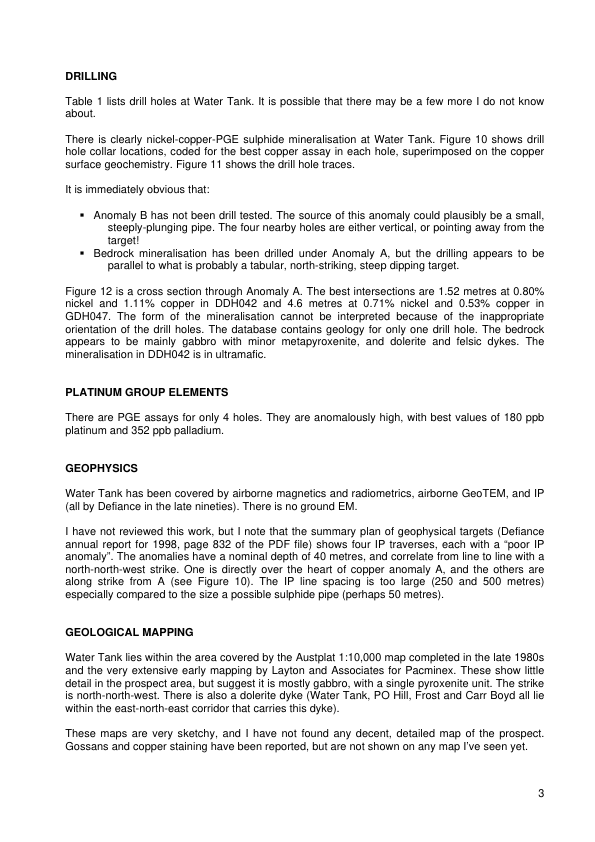 DRILLING
Table 1 lists drill holes at Water Tank. It is possible that there may be a few more I do not know
about.
There is clearly nickel-copper-PGE sulphide mineralisation at Water Tank. Figure 10 shows drill
hole collar locations, coded for the best copper assay in each hole, superimposed on the copper
surface geochemistry. Figure 11 shows the drill hole traces.
It is immediately obvious that:
▪ Anomaly B has not been drill tested. The source of this anomaly could plausibly be a small,
steeply-plunging pipe. The four nearby holes are either vertical, or pointing away from the
target!
▪ Bedrock mineralisation has been drilled under Anomaly A, but the drilling appears to be
parallel to what is probably a tabular, north-striking, steep dipping target.
Figure 12 is a cross section through Anomaly A. The best intersections are 1.52 metres at 0.80%
nickel and 1.11% copper in DDH042 and 4.6 metres at 0.71% nickel and 0.53% copper in
GDH047. The form of the mineralisation cannot be interpreted because of the inappropriate
orientation of the drill holes. The database contains geology for only one drill hole. The bedrock
appears to be mainly gabbro with minor metapyroxenite, and dolerite and felsic dykes. The
mineralisation in DDH042 is in ultramafic.
PLATINUM GROUP ELEMENTS
There are PGE assays for only 4 holes. They are anomalously high, with best values of 180 ppb
platinum and 352 ppb palladium.
GEOPHYSICS
Water Tank has been covered by airborne magnetics and radiometrics, airborne GeoTEM, and IP
(all by Defiance in the late nineties). There is no ground EM.
I have not reviewed this work, but I note that the summary plan of geophysical targets (Defiance
annual report for 1998, page 832 of the PDF file) shows four IP traverses, each with a “poor IP
anomaly”. The anomalies have a nominal depth of 40 metres, and correlate from line to line with a
north-north-west strike. One is directly over the heart of copper anomaly A, and the others are
along strike from A (see Figure 10). The IP line spacing is too large (250 and 500 metres)
especially compared to the size a possible sulphide pipe (perhaps 50 metres).
GEOLOGICAL MAPPING
Water Tank lies within the area covered by the Austplat 1:10,000 map completed in the late 1980s
and the very extensive early mapping by Layton and Associates for Pacminex. These show little
detail in the prospect area, but suggest it is mostly gabbro, with a single pyroxenite unit. The strike
is north-north-west. There is also a dolerite dyke (Water Tank, PO Hill, Frost and Carr Boyd all lie
within the east-north-east corridor that carries this dyke).
These maps are very sketchy, and I have not found any decent, detailed map of the prospect.
Gossans and copper staining have been reported, but are not shown on any map I’ve seen yet.
3